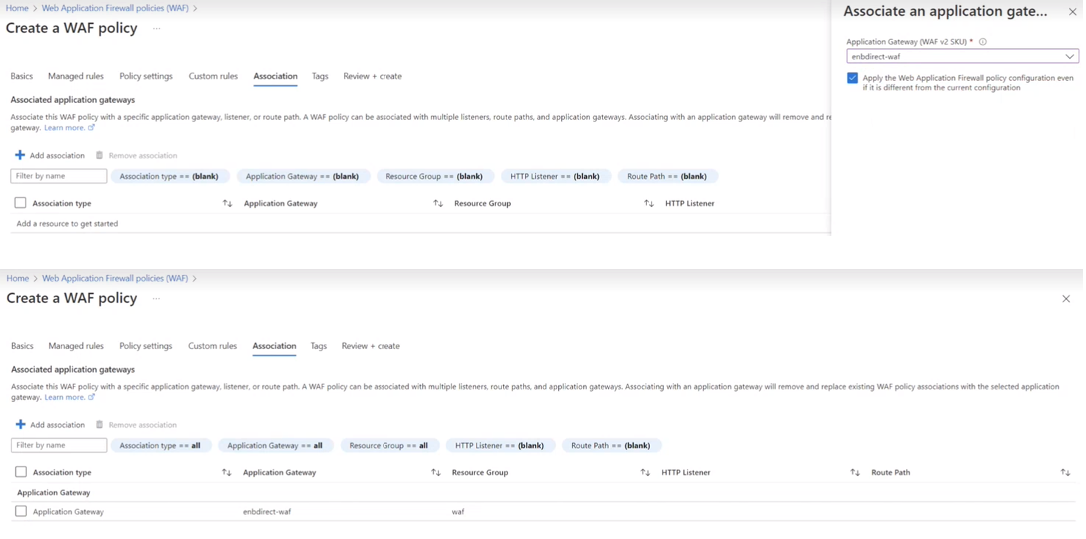 Home > Web Application Firewall policies (WAF) >
Create a WAF policy ...
Basics Managed rules Policy settings Custom rules Association Tags Review + create
Associated application gateways
Associate this WAF policy with a specific application gateway, listener, or route path. A WAF policy can be associated with multiple listeners, route paths, and application gateways. Associating with an application gateway will remove and re
gateway. Learn more.
Add association Remove association
Filter by name Association type == (blank) Application Gateway == (blank) Resource Group == (blank) HTTP Listener == (blank) Route Path == (blank)
Association type Application Gateway Resource Group HTTP Listener
Add a resource to get started
Associate an application gate...
Application Gateway (WAF v2 SKU) *
enbdirect-waf
Apply the Web Application Firewall policy configuration even
if it is different from the current configuration
Home > Web Application Firewall policies (WAF) >
Create a WAF policy ...
Basics Managed rules Policy settings Custom rules Association Tags Review + create
Associated application gateways
Associate this WAF policy with a specific application gateway, listener, or route path. A WAF policy can be associated with multiple listeners, route paths, and application gateways. Associating with an application gateway will remove and replace existing WAF policy associations with the selected application
gateway. Learn more.
Add association Remove association
Filter by name Association type == all Application Gateway == all Resource Group == all HTTP Listener == (blank) Route Path == (blank)
Association type Application Gateway Resource Group HTTP Listener Route Path
Application Gateway
Application Gateway enbdirect-waf waf